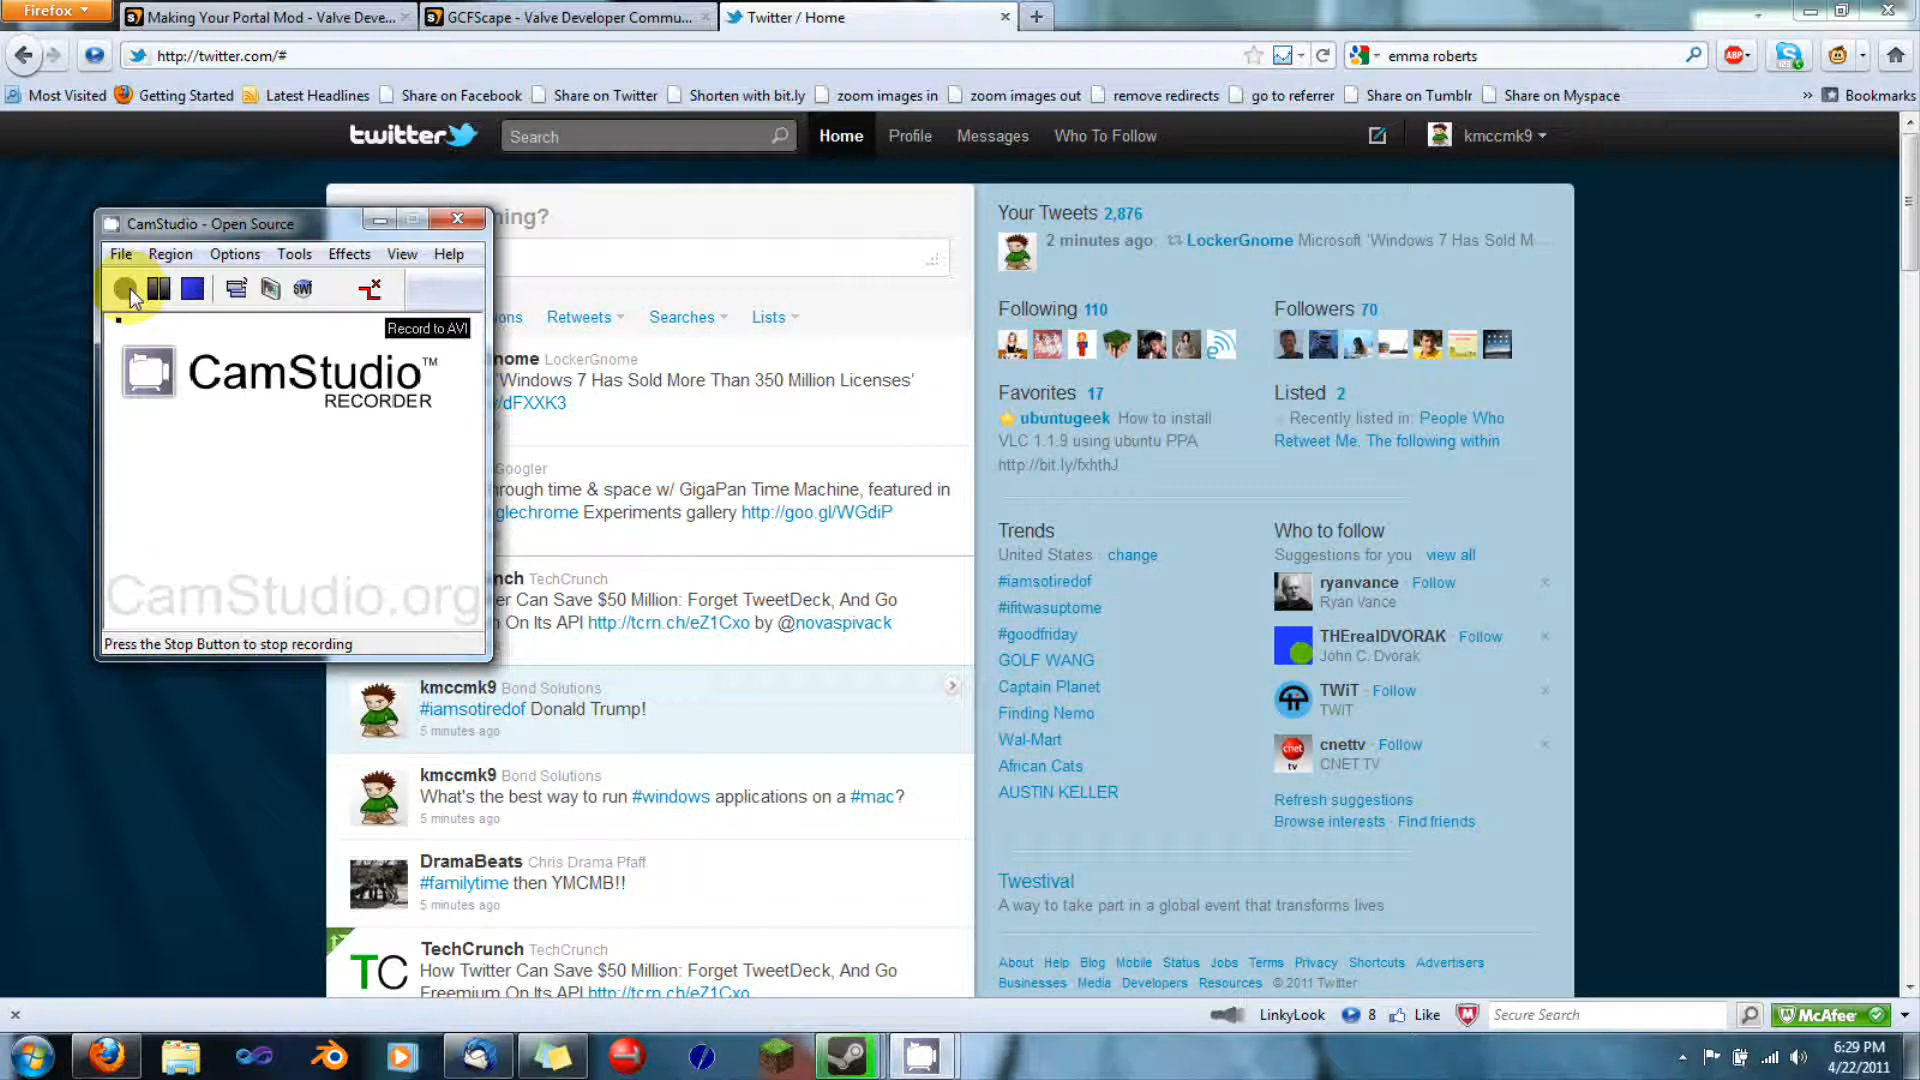 Firefox
Making Your Portal Mod - Valve Deve...
GCFScape - Valve Developer Commu...
Twitter / Home
http://twitter.com/#
emma roberts
Most Visited
Getting Started
Latest Headlines
Share on Facebook
Share on Twitter
Shorten with bit.ly
zoom images in
zoom images out
remove redirects
go to referrer
Share on Tumblr
Share on Myspace
»
Bookmarks
twitter
Search
Home
Profile
Messages
Who To Follow
kmccmk9
CamStudio - Open Source
File
Region
Options
Tools
Effects
View
Help
Record to AVI
CamStudio™
RECORDER
CamStudio.org
Press the Stop Button to stop recording
ning?
Retweets
Searches
Lists
LockerGnome
'Windows 7 Has Sold More Than 350 Million Licenses'
/dFXXK3
Googler
rough time & space w/ GigaPan Time Machine, featured in
glechrome Experiments gallery http://goo.gl/WGdiP
nch TechCrunch
er Can Save $50 Million: Forget TweetDeck, And Go
On Its API http://tcrn.ch/eZ1Cxo by @novaspivack
kmccmk9 Bond Solutions
#iamsotiredof Donald Trump!
5 minutes ago
kmccmk9 Bond Solutions
What's the best way to run #windows applications on a #mac?
5 minutes ago
DramaBeats Chris Drama Pfaff
#familytime then YMCMB!!
5 minutes ago
TC
TechCrunch TechCrunch
How Twitter Can Save $50 Million: Forget TweetDeck, And Go
Freemium On Its API http://tcrn.ch/eZ1Cxo
Your Tweets 2,876
2 minutes ago LockerGnome Microsoft 'Windows 7 Has Sold M
Following 110
Followers 70
Favorites 17
ubuntugeek How to install
VLC 1.1.9 using ubuntu PPA
http://bit.ly/fxhthJ
Listed 2
Recently listed in: People Who
Retweet Me, The following within
Trends
United States · change
#iamsotiredof
#ifitwasuptome
#goodfriday
GOLF WANG
Captain Planet
Finding Nemo
Wal-Mart
African Cats
AUSTIN KELLER
Who to follow
Suggestions for you · view all
ryanvance · Follow
Ryan Vance
THErealDVORAK · Follow
John C. Dvorak
TWiT · Follow
TWIT
cnettv · Follow
CNET TV
Refresh suggestions
Browse interests · Find friends
Twestival
A way to take part in a global event that transforms lives
About Help Blog Mobile Status Jobs Terms Privacy Shortcuts Advertisers
Businesses Media Developers Resources © 2011 Twitter
LinkyLook
8
Like
Secure Search
McAfee
6:29 PM
4/22/2011